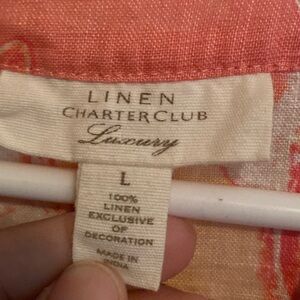 LINEN
CHARTER CLUB
Luxury
L
100%
LINEN
EXCLUSIVE
OF
DECORATION
MADE IN
INDIA